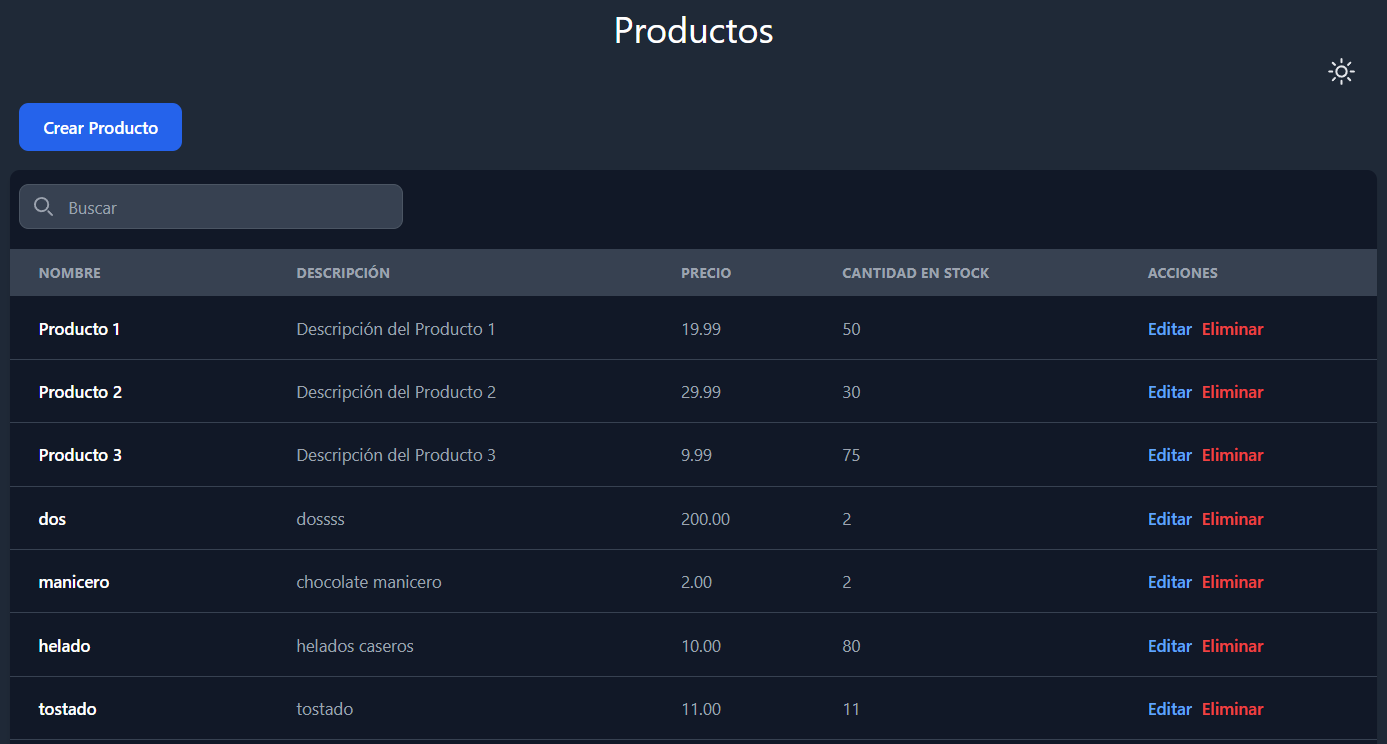 Productos
Crear Producto
Buscar
NOMBRE DESCRIPCIÓN PRECIO CANTIDAD EN STOCK ACCIONES
Producto 1 Descripción del Producto 1 19.99 50 Editar Eliminar
Producto 2 Descripción del Producto 2 29.99 30 Editar Eliminar
Producto 3 Descripción del Producto 3 9.99 75 Editar Eliminar
dos dossss 200.00 2 Editar Eliminar
manicero chocolate manicero 2.00 2 Editar Eliminar
helado helados caseros 10.00 80 Editar Eliminar
tostado tostado 11.00 11 Editar Eliminar